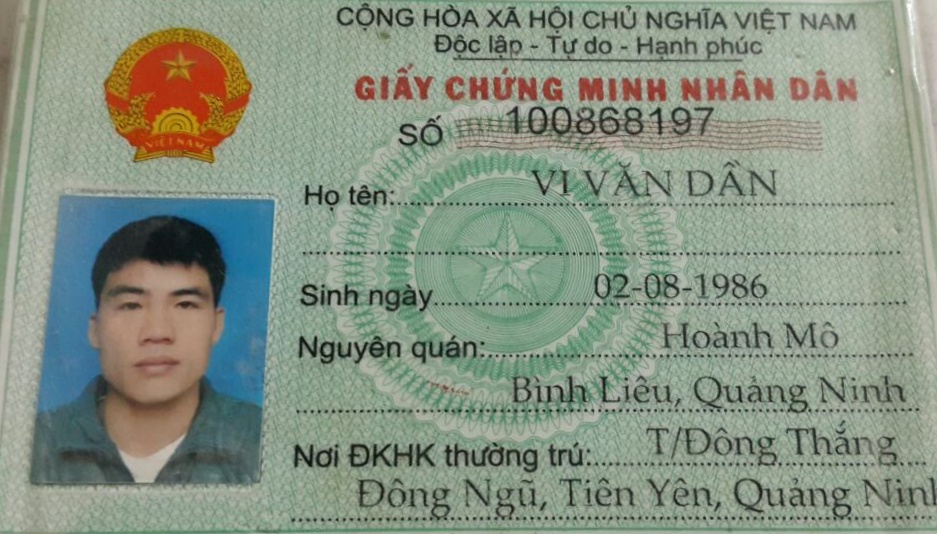 CỘNG HÒA XÃ HỘI CHỦ NGHĨA VIỆT NAM
Độc lập - Tự do - Hạnh phúc
GIẤY CHỨNG MINH NHÂN DÂN
SỐ 100868197
VIỆT NAM
Họ tên: VI VĂN DẦN
Sinh ngày 02-08-1986
Nguyên quán: Hoành Mô
Bình Liêu, Quảng Ninh
Nơi ĐKHK thường trú: T/Đông Thắng
Đông Ngũ, Tiên Yên, Quảng Ninh